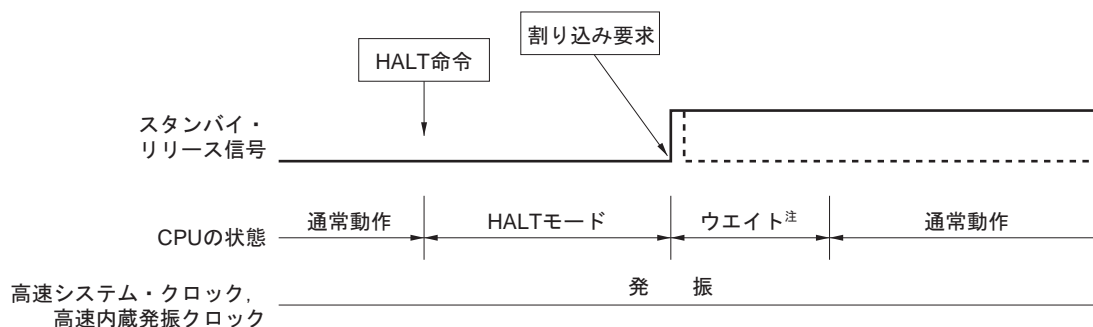 割り込み要求
HALT命令
スタンバイ・
リリース信号
CPUの状態
通常動作
HALTモード
ウエイト注
通常動作
高速システム・クロック,
高速内蔵発振クロック
発 振